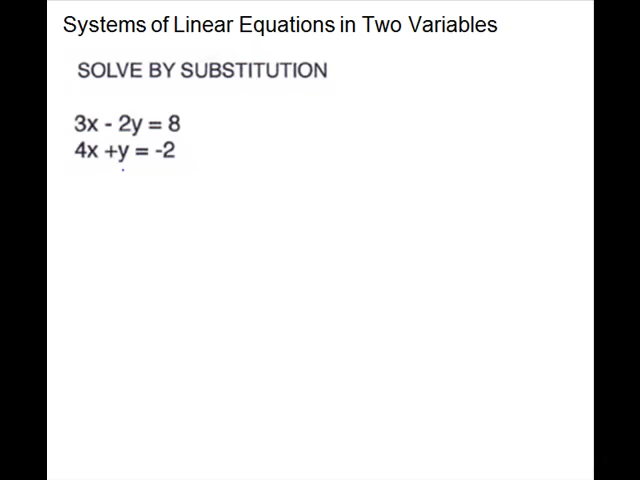 Systems of Linear Equations in Two Variables
SOLVE BY SUBSTITUTION
3x - 2y = 8
4x +y = -2